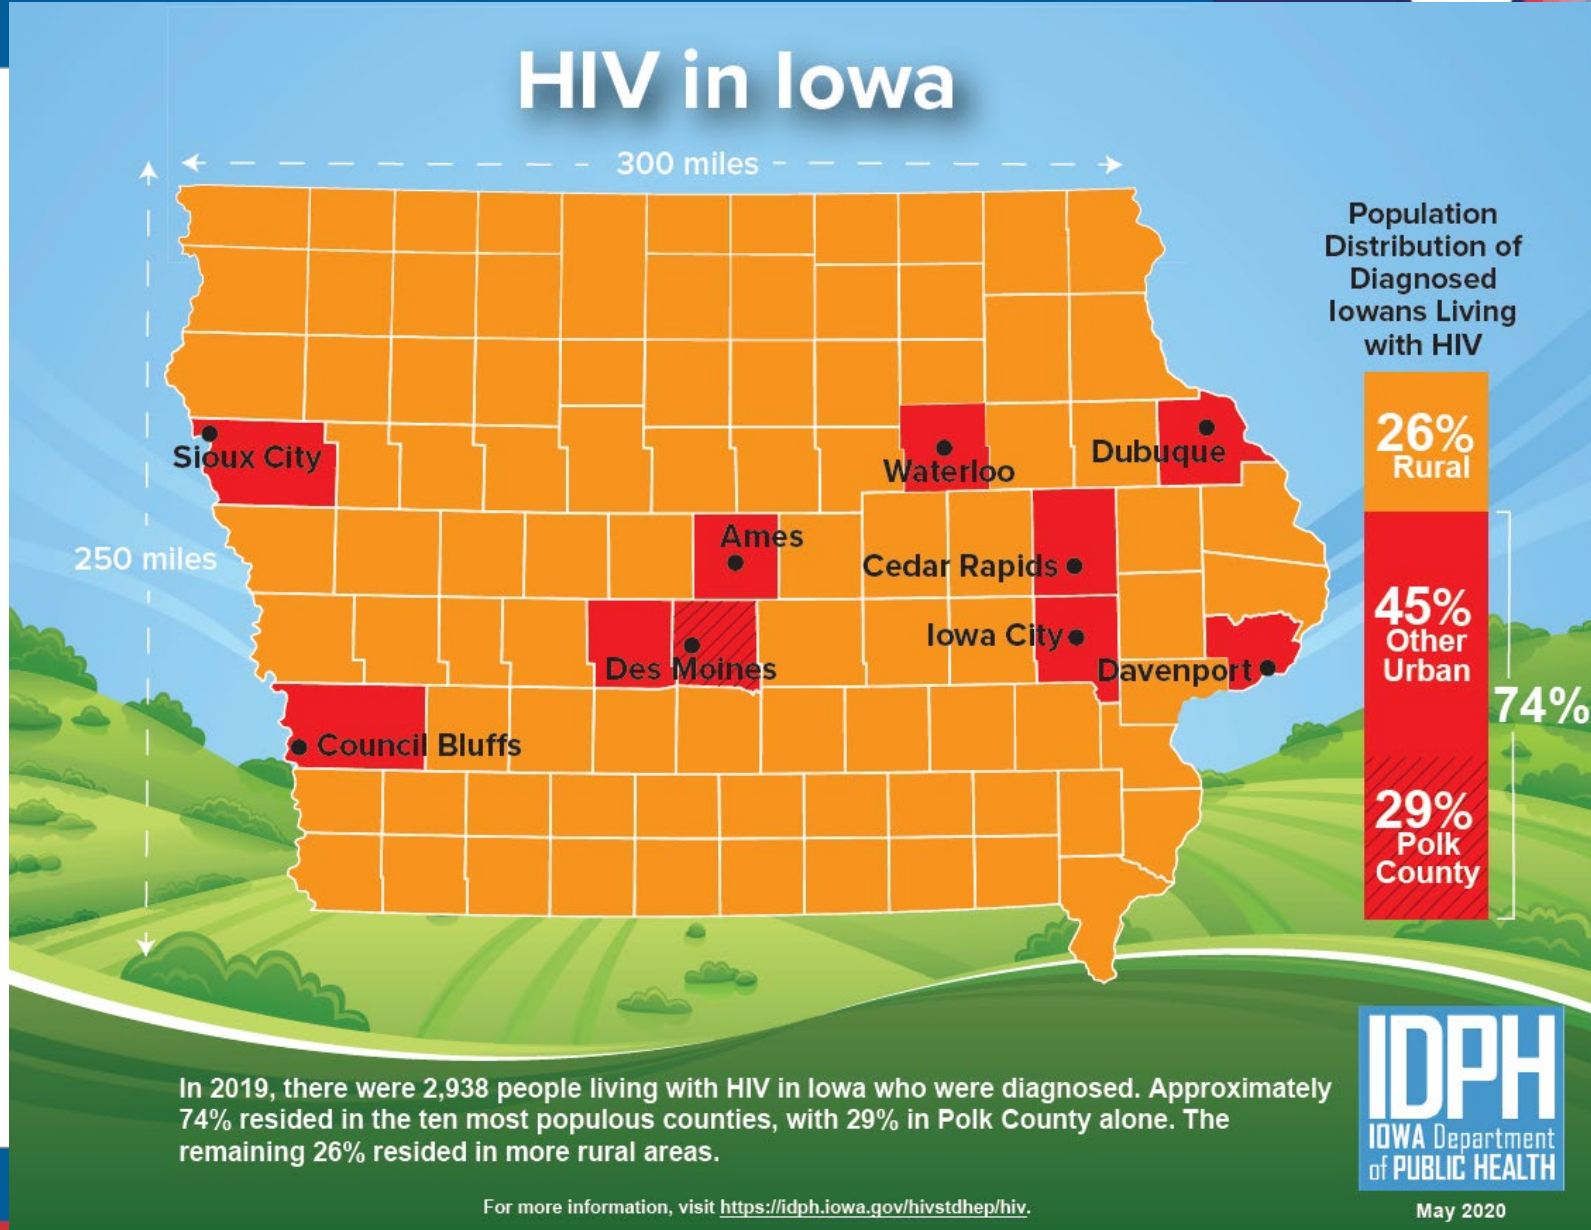 HIV in Iowa
300 miles
250 miles
Sioux City
Waterloo
Dubuque
Ames
Cedar Rapids
Iowa City
Des Moines
Davenport
Council Bluffs
Population
Distribution of
Diagnosed
Iowans Living
with HIV
26%
Rural
45%
Other
Urban
74%
29%
Polk
County
In 2019, there were 2,938 people living with HIV in Iowa who were diagnosed. Approximately
74% resided in the ten most populous counties, with 29% in Polk County alone. The
remaining 26% resided in more rural areas.
For more information, visit https://idph.iowa.gov/hivstdhep/hiv.
IDPH
IOWA Department
of PUBLIC HEALTH
May 2020